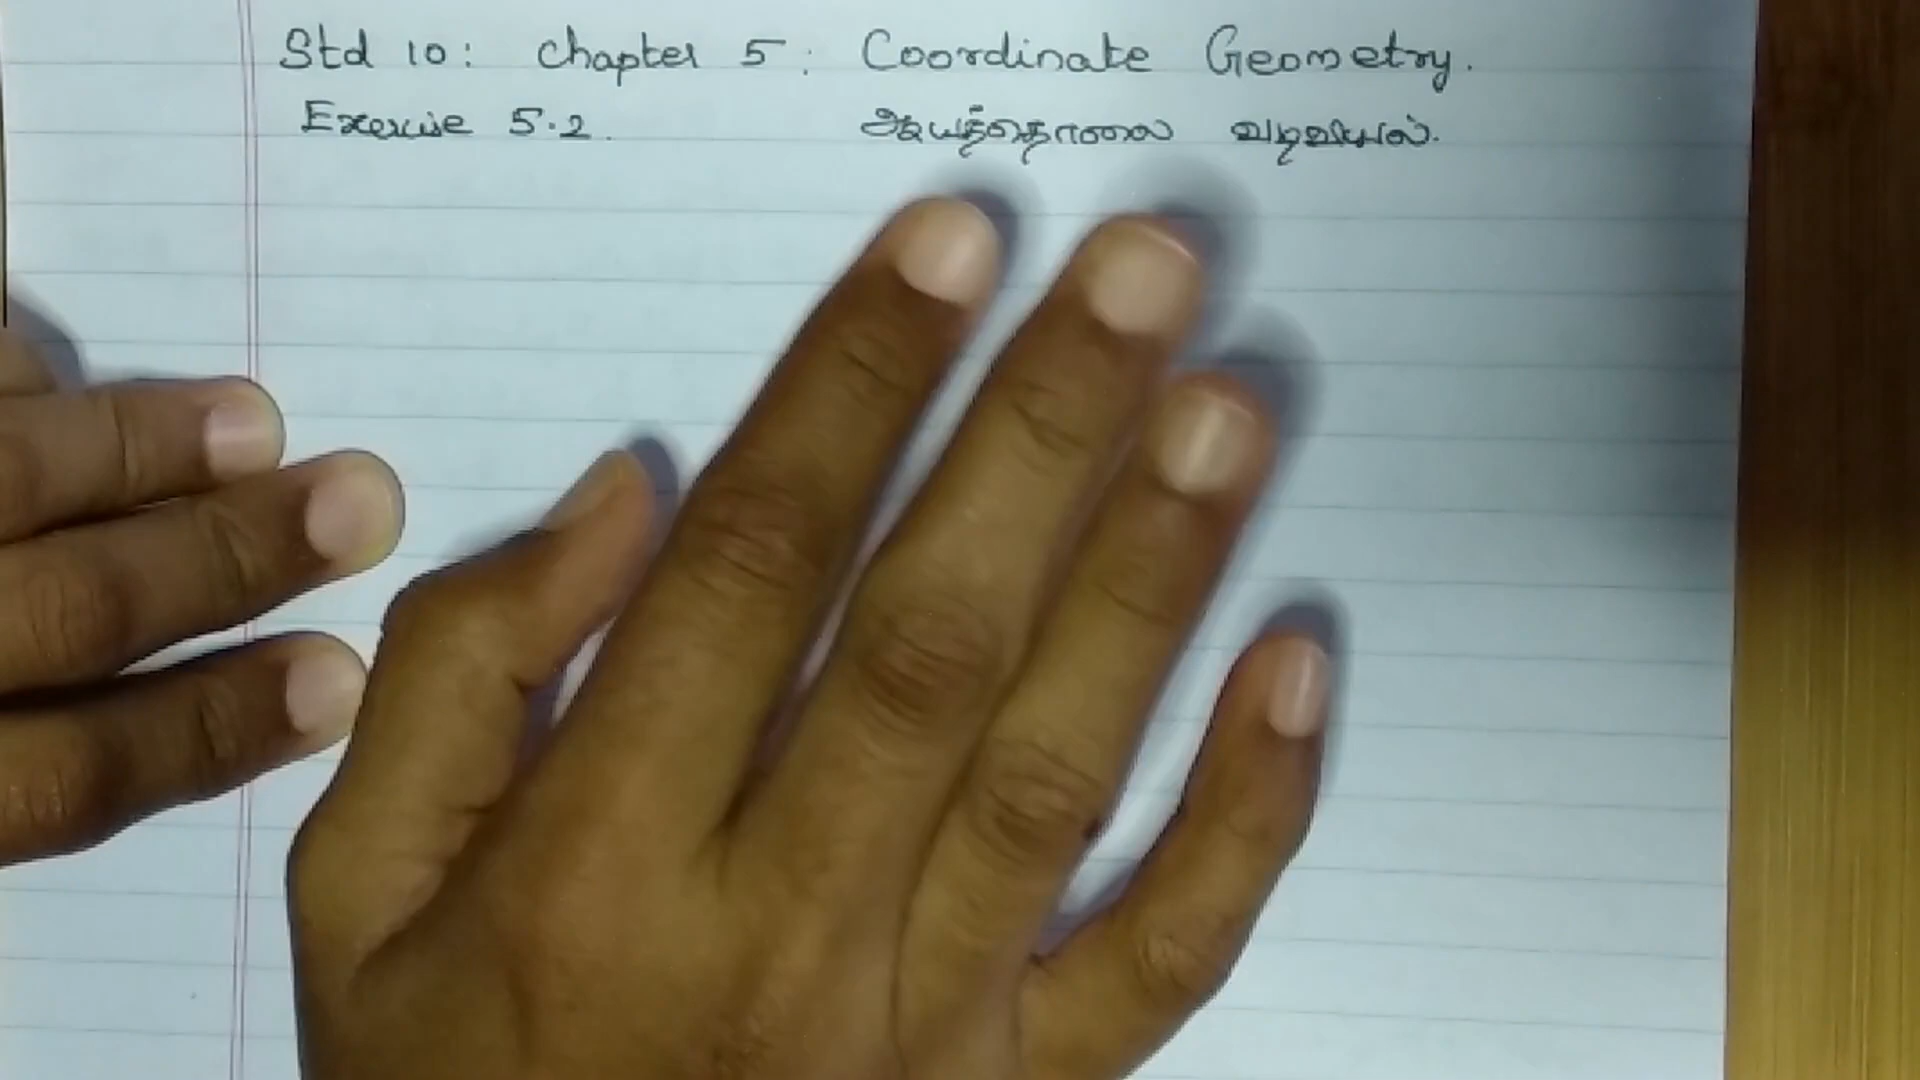 Std 10: Chapter 5: Coordinate Geometry.
Exercise 5.2. ஆயத்தொலை வடிவியல்.